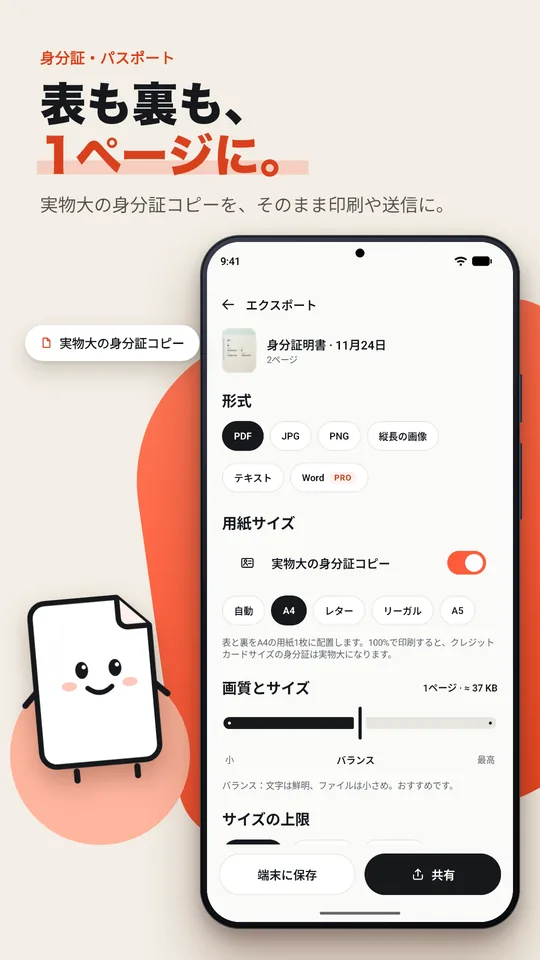 身分証・パスポート
表も裏も、
1ページに。
実物大の身分証コピーを、そのまま印刷や送信に。
9:41
エクスポート
実物大の身分証コピー
身分証明書 · 11月24日
2ページ
形式
PDF JPG PNG 縦長の画像
テキスト Word PRO
用紙サイズ
実物大の身分証コピー
自動 A4 レター リーガル A5
表と裏をA4の用紙1枚に配置します。100%で印刷すると、クレジット
カードサイズの身分証は実物大になります。
画質とサイズ 1ページ · ≈ 37 KB
小 バランス 最高
バランス：文字は鮮明、ファイルは小さめ。おすすめです。
サイズの上限
端末に保存 共有